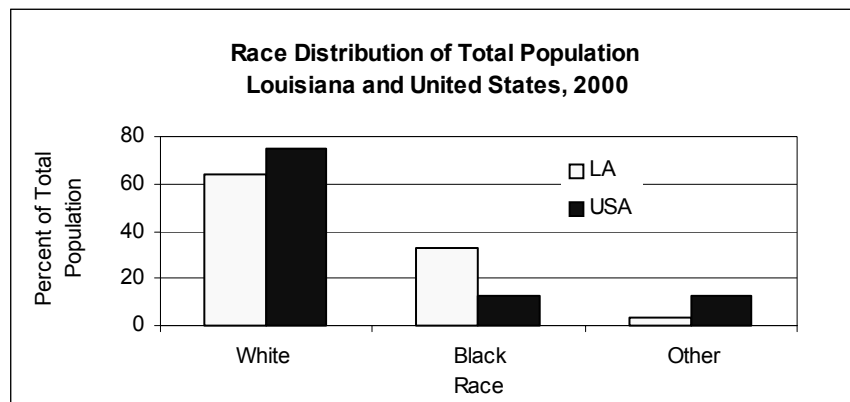 Race Distribution of Total Population
Louisiana and United States, 2000
Percent of Total
Population
80
60
40
20
0
LA
USA
White
Black
Other
Race